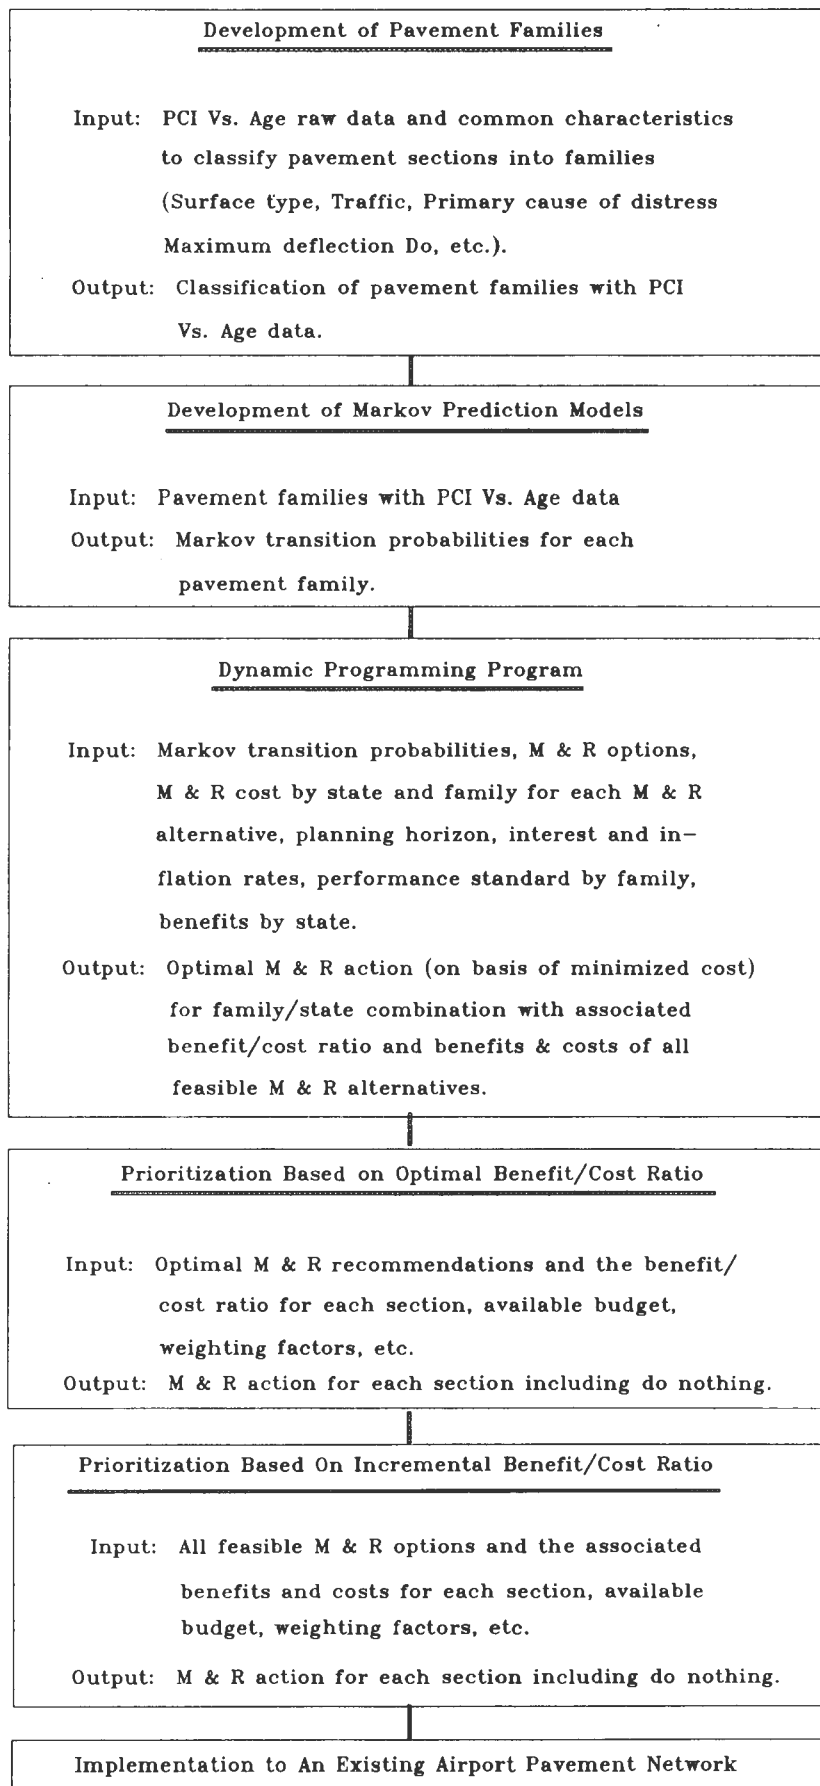 Development of Pavement Families
Input: PCI Vs. Age raw data and common characteristics
to classify pavement sections into families
(Surface type, Traffic, Primary cause of distress
Maximum deflection Do, etc.).
Output: Classification of pavement families with PCI
Vs. Age data.
Development of Markov Prediction Models
Input: Pavement families with PCI Vs. Age data
Output: Markov transition probabilities for each
pavement family.
Dynamic Programming Program
Input: Markov transition probabilities, M & R options,
M & R cost by state and family for each M & R
alternative, planning horizon, interest and in-
flation rates, performance standard by family,
benefits by state.
Output: Optimal M & R action (on basis of minimized cost)
for family/state combination with associated
benefit/cost ratio and benefits & costs of all
feasible M & R alternatives.
Prioritization Based on Optimal Benefit/Cost Ratio
Input: Optimal M & R recommendations and the benefit/
cost ratio for each section, available budget,
weighting factors, etc.
Output: M & R action for each section including do nothing.
Prioritization Based On Incremental Benefit/Cost Ratio
Input: All feasible M & R options and the associated
benefits and costs for each section, available
budget, weighting factors, etc.
Output: M & R action for each section including do nothing.
Implementation to An Existing Airport Pavement Network